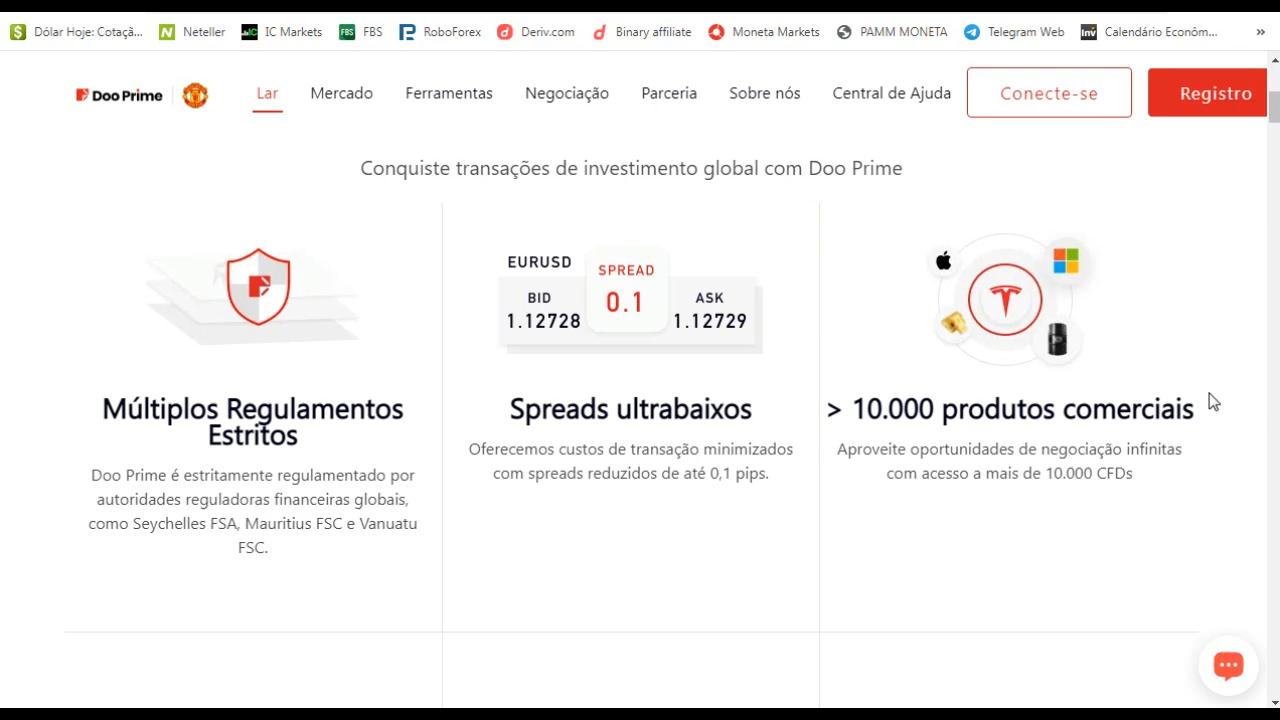 Dólar Hoje: Cotaçã...
Neteller
IC Markets
FBS
FBS
RoboForex
Deriv.com
Binary affiliate
Moneta Markets
PAMM MONETA
Telegram Web
Inv
Calendário Econôm...
»
Doo Prime
Lar
Mercado
Ferramentas
Negociação
Parceria
Sobre nós
Central de Ajuda
Conecte-se
Registro
Conquiste transações de investimento global com Doo Prime
Múltiplos Regulamentos
Estritos
Doo Prime é estritamente regulamentado por
autoridades reguladoras financeiras globais,
como Seychelles FSA, Mauritius FSC e Vanuatu
FSC.
EURUSD
SPREAD
0.1
BID
1.12728
ASK
1.12729
Spreads ultrabaixos
Oferecemos custos de transação minimizados
com spreads reduzidos de até 0,1 pips.
> 10.000 produtos comerciais
Aproveite oportunidades de negociação infinitas
com acesso a mais de 10.000 CFDs